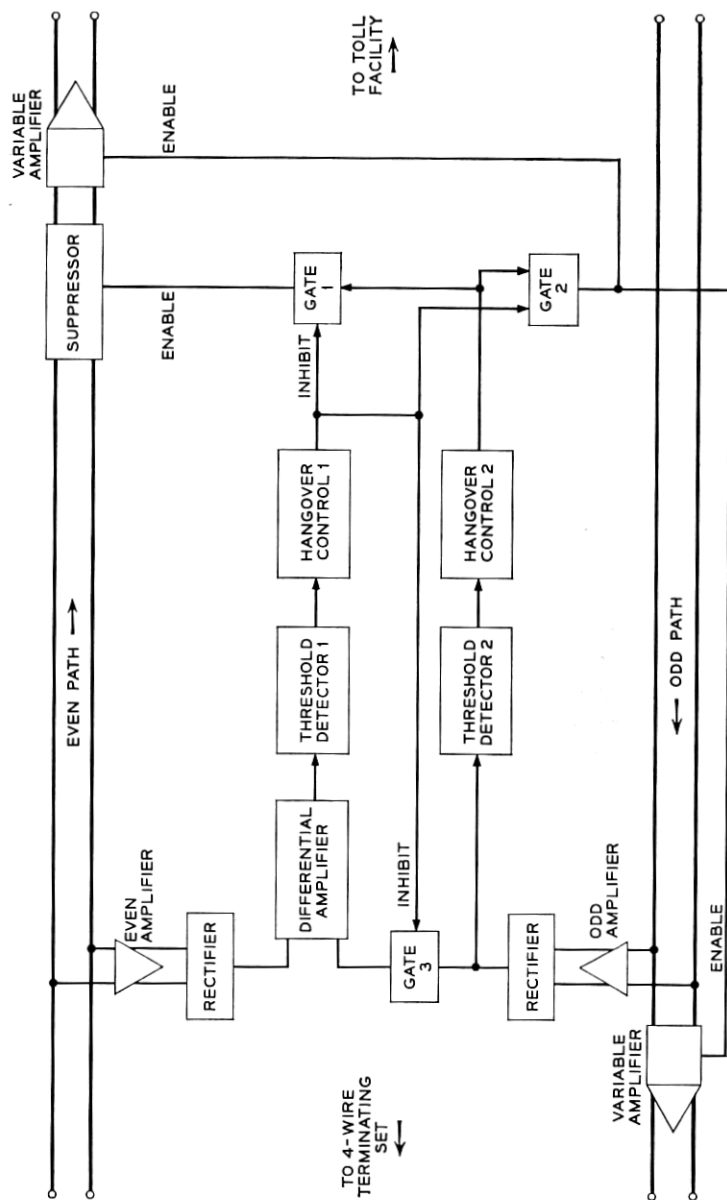 VARIABLE
AMPLIFIER
SUPPRESSOR
ENABLE
ENABLE
EVEN PATH →
EVEN
AMPLIFIER
RECTIFIER
TO TOLL
FACILITY
→
GATE
1
INHIBIT
HANGOVER
CONTROL 1
THRESHOLD
DETECTOR 1
DIFFERENTIAL
AMPLIFIER
GATE
2
HANGOVER
CONTROL 2
THRESHOLD
DETECTOR 2
INHIBIT
GATE
3
RECTIFIER
ODD
AMPLIFIER
← ODD PATH
TO 4-WIRE
TERMINATING
SET
←
VARIABLE
AMPLIFIER
ENABLE